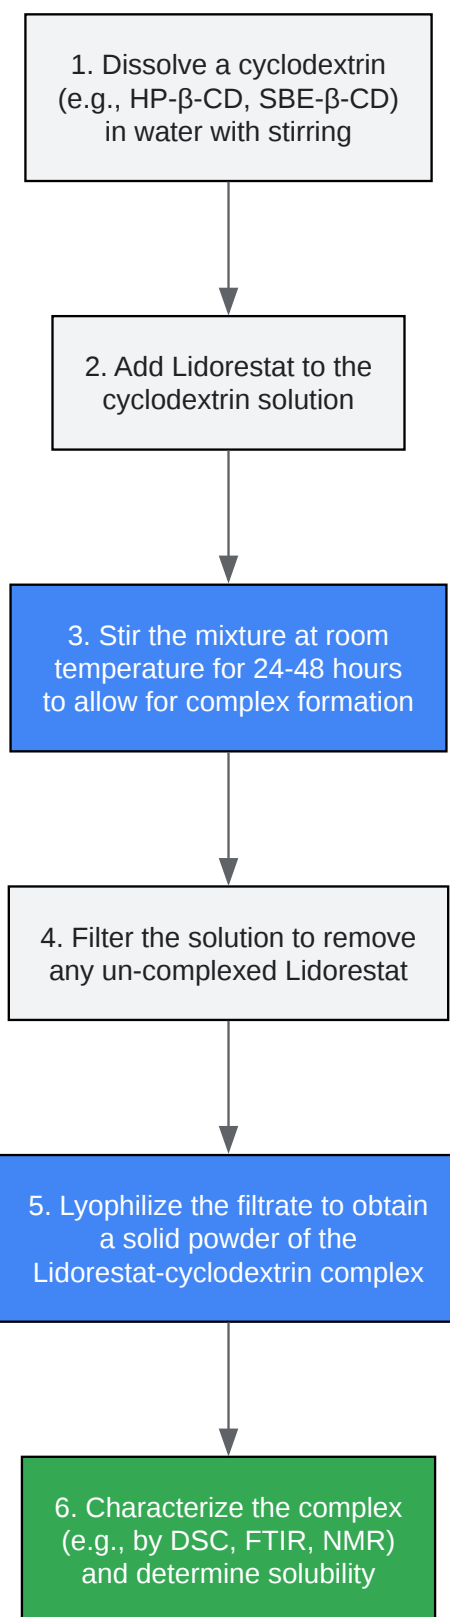 1. Dissolve a cyclodextrin
(e.g., HP-β-CD, SBE-β-CD)
in water with stirring
2. Add Lidorestat to the
cyclodextrin solution
3. Stir the mixture at room
temperature for 24-48 hours
to allow for complex formation
4. Filter the solution to remove
any un-complexed Lidorestat
5. Lyophilize the filtrate to obtain
a solid powder of the
Lidorestat-cyclodextrin complex
6. Characterize the complex
(e.g., by DSC, FTIR, NMR)
and determine solubility